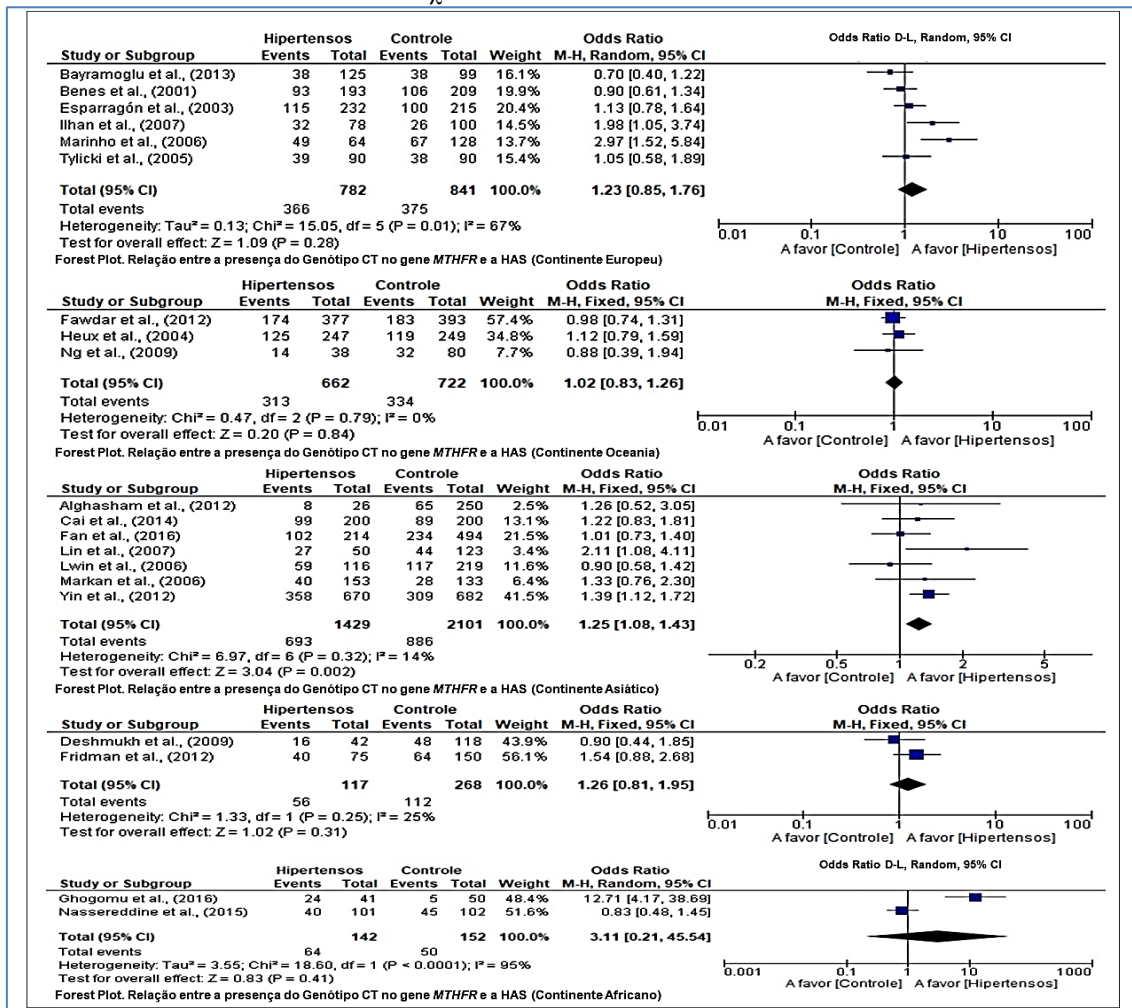 Hipertensos Controle Odds Ratio Odds Ratio D-L, Random, 95% CI
Study or Subgroup Events Total Events Total Weight M-H, Random, 95% CI
Bayramoglu et al., (2013) 38 125 38 99 16.1% 0.70 [0.40, 1.22]
Benes et al., (2001) 93 193 106 209 19.9% 0.90 [0.61, 1.34]
Esparragón et al., (2003) 115 232 100 215 20.4% 1.13 [0.78, 1.64]
Ilhan et al., (2007) 32 78 26 100 14.5% 1.98 [1.05, 3.74]
Marinho et al., (2006) 49 64 67 128 13.7% 2.97 [1.52, 5.84]
Tylicki et al., (2005) 39 90 38 90 15.4% 1.05 [0.58, 1.89]
Total (95% CI) 782 841 100.0% 1.23 [0.85, 1.76]
Total events 366 375
Heterogeneity: Tau² = 0.13; Chi² = 15.05, df = 5 (P = 0.01); I² = 67%
Test for overall effect: Z = 1.09 (P = 0.28)
0.01 0.1 1 10 100
A favor [Controle] A favor [Hipertensos]
Forest Plot. Relação entre a presença do Genótipo CT no gene MTHFR e a HAS (Continente Europeu)
Hipertensos Controle Odds Ratio Odds Ratio
Study or Subgroup Events Total Events Total Weight M-H, Fixed, 95% CI M-H, Fixed, 95% CI
Fawdar et al., (2012) 174 377 183 393 57.4% 0.98 [0.74, 1.31]
Heux et al., (2004) 125 247 119 249 34.8% 1.12 [0.79, 1.59]
Ng et al., (2009) 14 38 32 80 7.7% 0.88 [0.39, 1.94]
Total (95% CI) 662 722 100.0% 1.02 [0.83, 1.26]
Total events 313 334
Heterogeneity: Chi² = 0.47, df = 2 (P = 0.79); I² = 0%
Test for overall effect: Z = 0.20 (P = 0.84)
0.01 0.1 1 10 100
A favor [Controle] A favor [Hipertensos]
Forest Plot. Relação entre a presença do Genótipo CT no gene MTHFR e a HAS (Continente Oceania)
Hipertensos Controle Odds Ratio Odds Ratio
Study or Subgroup Events Total Events Total Weight M-H, Fixed, 95% CI M-H, Fixed, 95% CI
Alghasham et al., (2012) 8 26 65 250 2.5% 1.26 [0.52, 3.05]
Cai et al., (2014) 99 200 89 200 13.1% 1.22 [0.83, 1.81]
Fan et al., (2016) 102 214 234 494 21.5% 1.01 [0.73, 1.40]
Lin et al., (2007) 27 50 44 123 3.4% 2.11 [1.08, 4.11]
Lwin et al., (2006) 59 116 117 219 11.6% 0.90 [0.58, 1.42]
Markan et al., (2006) 40 153 28 133 6.4% 1.33 [0.76, 2.30]
Yin et al., (2012) 358 670 309 682 41.5% 1.39 [1.12, 1.72]
Total (95% CI) 1429 2101 100.0% 1.25 [1.08, 1.43]
Total events 693 886
Heterogeneity: Chi² = 6.97, df = 6 (P = 0.32); I² = 14%
Test for overall effect: Z = 3.04 (P = 0.002)
0.2 0.5 1 2 5
A favor [Controle] A favor [Hipertensos]
Forest Plot. Relação entre a presença do Genótipo CT no gene MTHFR e a HAS (Continente Asiático)
Hipertensos Controle Odds Ratio Odds Ratio
Study or Subgroup Events Total Events Total Weight M-H, Fixed, 95% CI M-H, Fixed, 95% CI
Deshmukh et al., (2009) 16 42 48 118 43.9% 0.90 [0.44, 1.85]
Fridman et al., (2012) 40 75 64 150 56.1% 1.54 [0.88, 2.68]
Total (95% CI) 117 268 100.0% 1.26 [0.81, 1.95]
Total events 56 112
Heterogeneity: Chi² = 1.33, df = 1 (P = 0.25); I² = 25%
Test for overall effect: Z = 1.02 (P = 0.31)
0.01 0.1 1 10 100
A favor [Controle] A favor [Hipertensos]
Hipertensos Controle Odds Ratio Odds Ratio D-L, Random, 95% CI
Study or Subgroup Events Total Events Total Weight M-H, Random, 95% CI
Ghogomu et al., (2016) 24 41 5 50 48.4% 12.71 [4.17, 38.69]
Nassereddine et al., (2015) 40 101 45 102 51.6% 0.83 [0.48, 1.45]
Total (95% CI) 142 152 100.0% 3.11 [0.21, 45.54]
Total events 64 50
Heterogeneity: Tau² = 3.55; Chi² = 18.60, df = 1 (P < 0.0001); I² = 95%
Test for overall effect: Z = 0.83 (P = 0.41)
0.001 0.1 1 10 1000
A favor [Controle] A favor [Hipertensos]
Forest Plot. Relação entre a presença do Genótipo CT no gene MTHFR e a HAS (Continente Africano)